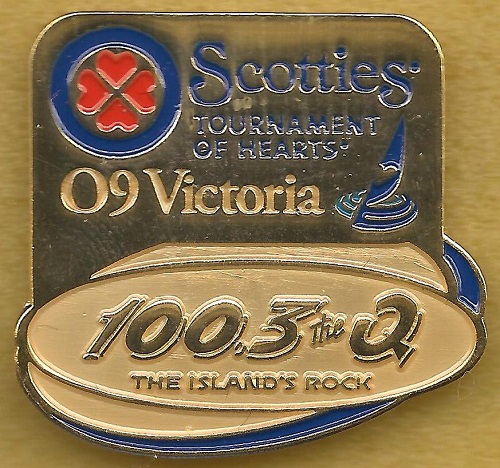 Scotties
TOURNAMENT
OF HEARTS
09 Victoria
100.3 the Q
THE ISLAND'S ROCK